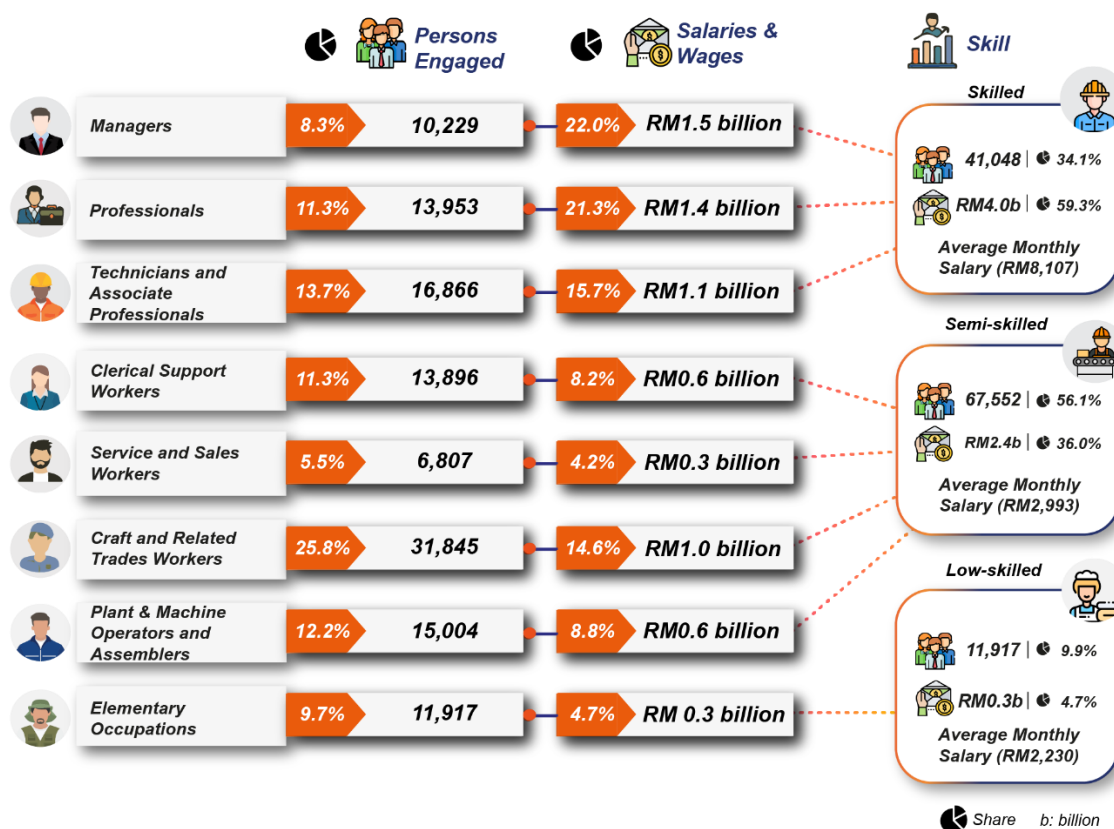 Persons
Engaged
Salaries &
Wages
Skill
Managers
8.3%
10,229
22.0%
RM1.5 billion
Professionals
11.3%
13,953
21.3%
RM1.4 billion
Technicians and
Associate
Professionals
13.7%
16,866
15.7%
RM1.1 billion
Clerical Support
Workers
11.3%
13,896
8.2%
RM0.6 billion
Service and Sales
Workers
5.5%
6,807
4.2%
RM0.3 billion
Craft and Related
Trades Workers
25.8%
31,845
14.6%
RM1.0 billion
Plant & Machine
Operators and
Assemblers
12.2%
15,004
8.8%
RM0.6 billion
Elementary
Occupations
9.7%
11,917
4.7%
RM 0.3 billion
Skilled
41,048 | 34.1%
RM4.0b | 59.3%
Average Monthly
Salary (RM8,107)
Semi-skilled
67,552 | 56.1%
RM2.4b | 36.0%
Average Monthly
Salary (RM2,993)
Low-skilled
11,917 | 9.9%
RM0.3b | 4.7%
Average Monthly
Salary (RM2,230)
Share b: billion